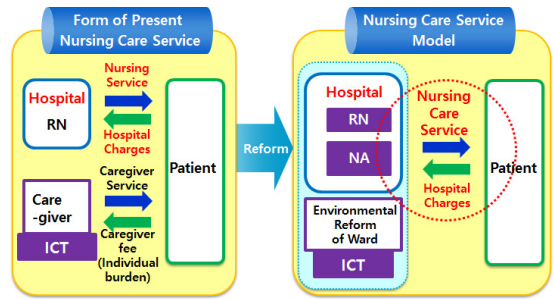 Form of Present
Nursing Care Service
Hospital
RN
Nursing
Service
Hospital
Charges
Care
-giver
ICT
Caregiver
Service
Caregiver
fee
(Individual
burden)
Patient
Reform
Nursing Care Service
Model
Hospital
RN
NA
Environmental
Reform
of Ward
ICT
Nursing
Care
Service
Hospital
Charges
Patient